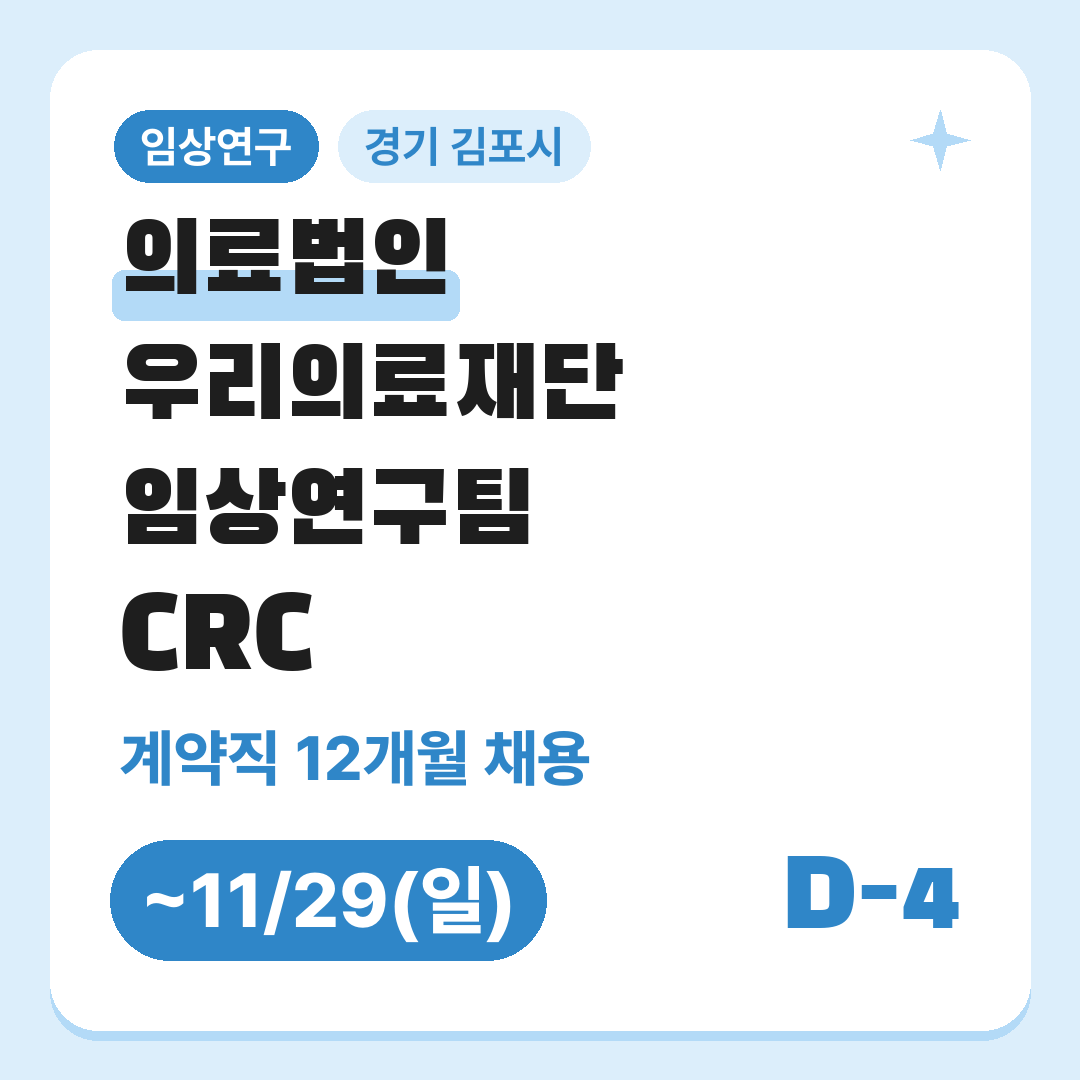 임상연구 경기 김포시
의료법인
우리의료재단
임상연구팀
CRC
계약직 12개월 채용
~11/29(일) D-4